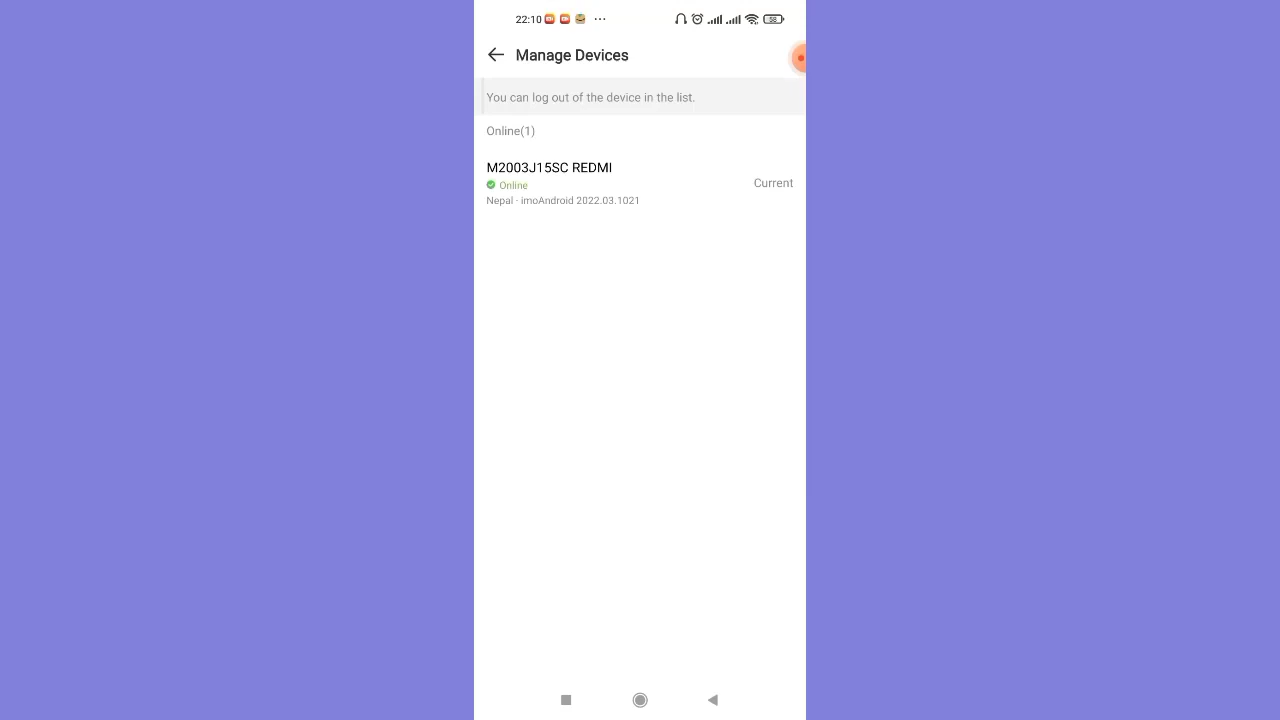 22:10 58
Manage Devices
You can log out of the device in the list.
Online(1)
M2003J15SC REDMI
Online
Current
Nepal · imoAndroid 2022.03.1021